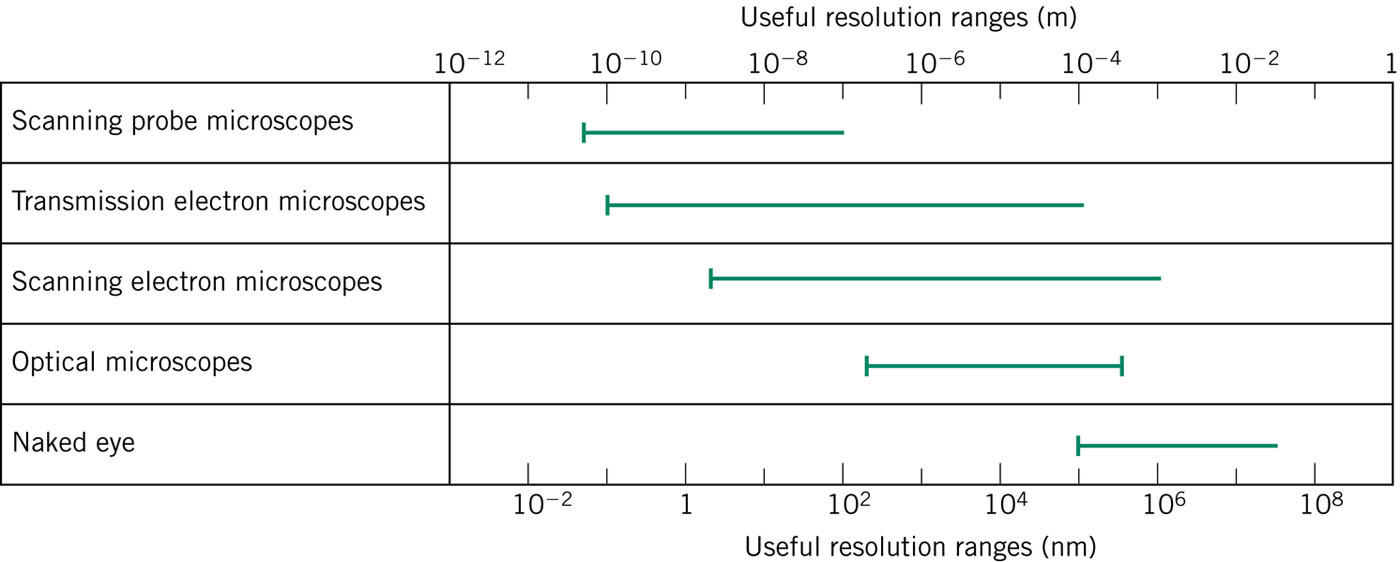 Useful resolution ranges (m)
10⁻¹² 10⁻¹⁰ 10⁻⁸ 10⁻⁶ 10⁻⁴ 10⁻² 1
Scanning probe microscopes
Transmission electron microscopes
Scanning electron microscopes
Optical microscopes
Naked eye
10⁻² 1 10² 10⁴ 10⁶ 10⁸
Useful resolution ranges (nm)